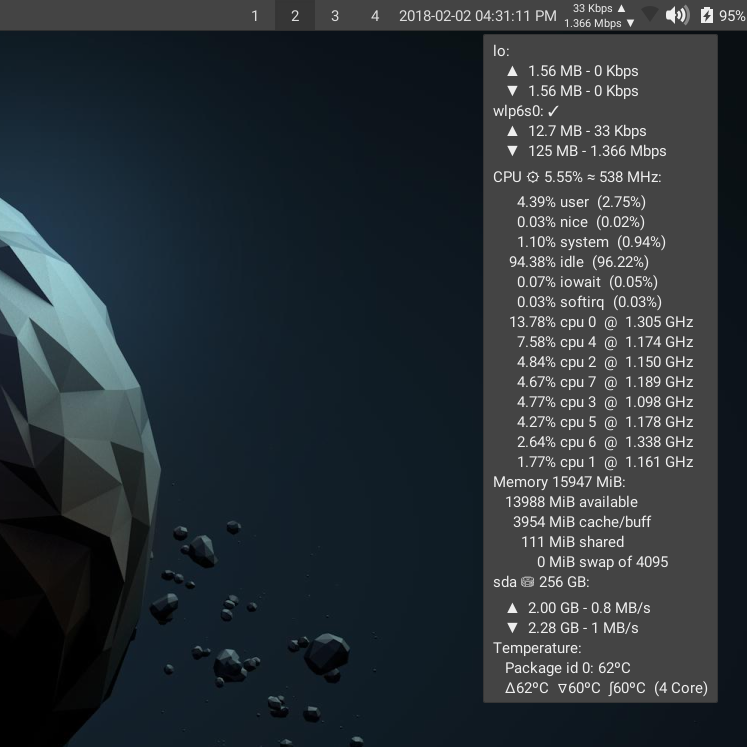 1 2 3 4 2018-02-02 04:31:11 PM 33 Kbps ▲ 95%
1.366 Mbps ▼
lo:
▲ 1.56 MB - 0 Kbps
▼ 1.56 MB - 0 Kbps
wlp6s0: ✓
▲ 12.7 MB - 33 Kbps
▼ 125 MB - 1.366 Mbps
CPU ⚙ 5.55% ≈ 538 MHz:
4.39% user (2.75%)
0.03% nice (0.02%)
1.10% system (0.94%)
94.38% idle (96.22%)
0.07% iowait (0.05%)
0.03% softirq (0.03%)
13.78% cpu 0 @ 1.305 GHz
7.58% cpu 4 @ 1.174 GHz
4.84% cpu 2 @ 1.150 GHz
4.67% cpu 7 @ 1.189 GHz
4.77% cpu 3 @ 1.098 GHz
4.27% cpu 5 @ 1.178 GHz
2.64% cpu 6 @ 1.338 GHz
1.77% cpu 1 @ 1.161 GHz
Memory 15947 MiB:
13988 MiB available
3954 MiB cache/buff
111 MiB shared
0 MiB swap of 4095
sda 🖴 256 GB:
▲ 2.00 GB - 0.8 MB/s
▼ 2.28 GB - 1 MB/s
Temperature:
Package id 0: 62ºC
∆62ºC ∇60ºC ∫60ºC (4 Core)